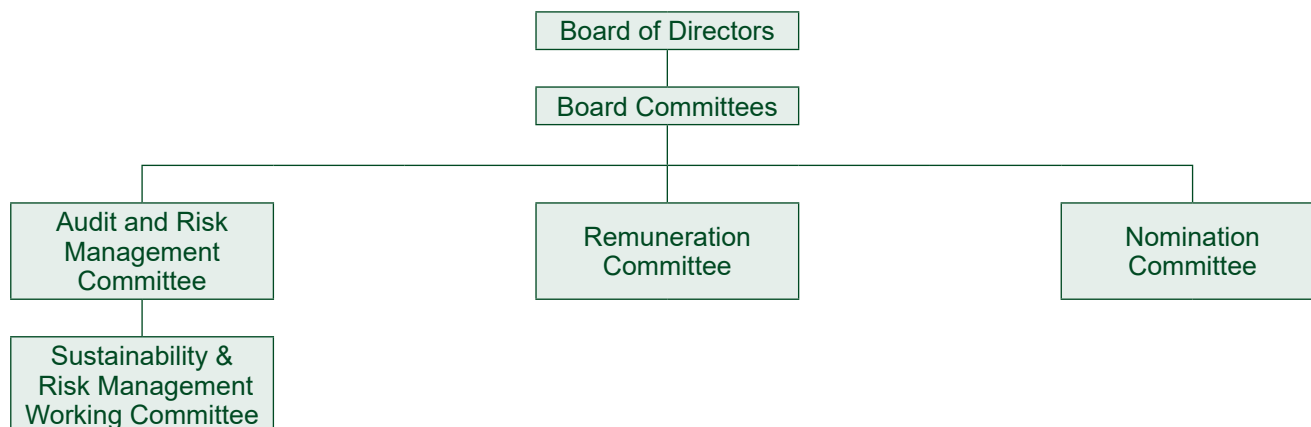 Board of Directors
Board Committees
Audit and Risk
Management
Committee
Remuneration
Committee
Nomination
Committee
Sustainability &
Risk Management
Working Committee